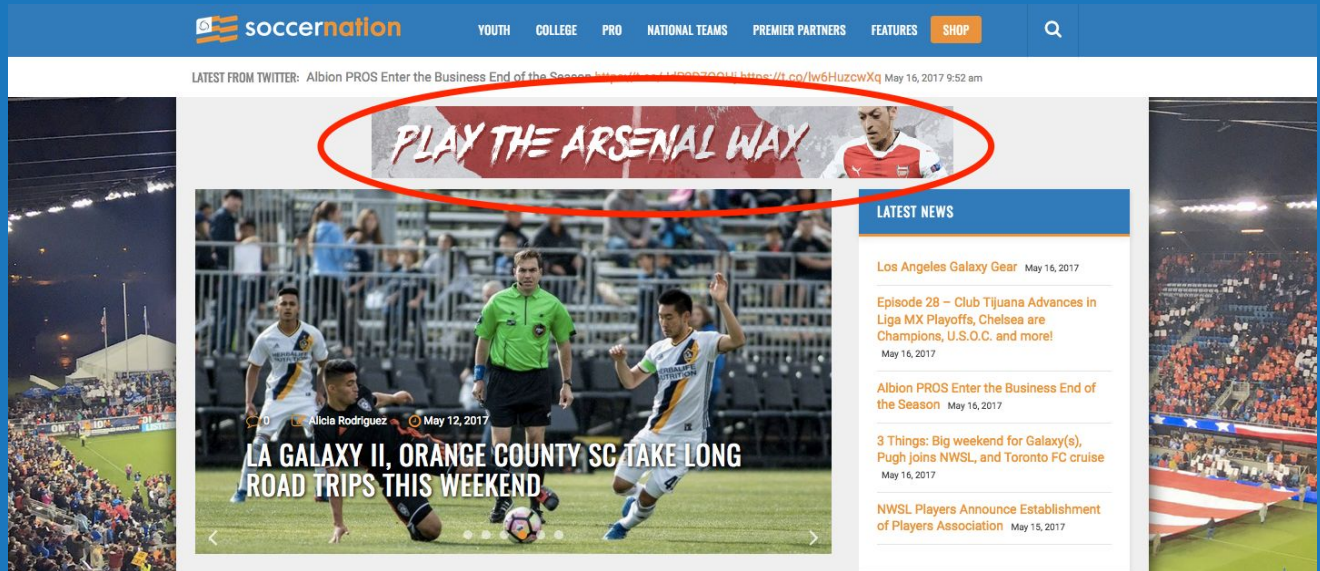 soccernation
YOUTH COLLEGE PRO NATIONAL TEAMS PREMIER PARTNERS FEATURES SHOP
LATEST FROM TWITTER: Albion PROS Enter the Business End of the Season https://t.co/Iw6HuzcwXq May 16, 2017 9:52 am
PLAY THE ARSENAL WAY
0 Alicia Rodriguez May 12, 2017
LA GALAXY II, ORANGE COUNTY SC TAKE LONG
ROAD TRIPS THIS WEEKEND
LATEST NEWS
Los Angeles Galaxy Gear May 16, 2017
Episode 28 – Club Tijuana Advances in
Liga MX Playoffs, Chelsea are
Champions, U.S.O.C. and more!
May 16, 2017
Albion PROS Enter the Business End of
the Season May 16, 2017
3 Things: Big weekend for Galaxy(s),
Pugh joins NWSL, and Toronto FC cruise
May 16, 2017
NWSL Players Announce Establishment
of Players Association May 15, 2017